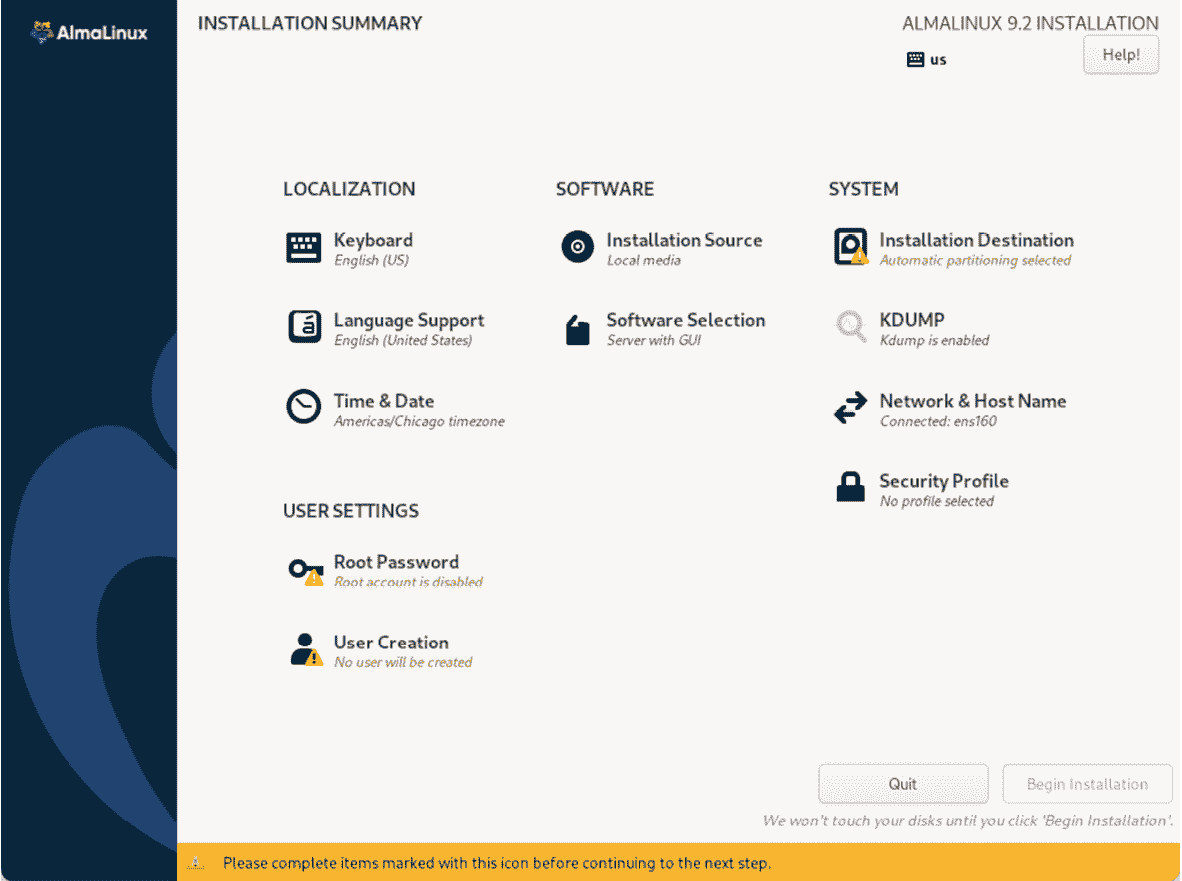 AlmaLinux
INSTALLATION SUMMARY
ALMALINUX 9.2 INSTALLATION
us
Help!
LOCALIZATION
Keyboard
English (US)
Language Support
English (United States)
Time & Date
Americas/Chicago timezone
SOFTWARE
Installation Source
Local media
Software Selection
Server with GUI
SYSTEM
Installation Destination
Automatic partitioning selected
KDUMP
Kdump is enabled
Network & Host Name
Connected: ens160
Security Profile
No profile selected
USER SETTINGS
Root Password
Root account is disabled
User Creation
No user will be created
Quit
Begin Installation
We won't touch your disks until you click 'Begin Installation'.
Please complete items marked with this icon before continuing to the next step.